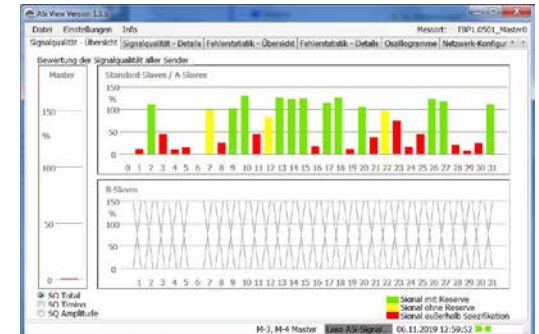 ASi View Version 1.3.b
Datei Einstellungen Info
Messort: TBP1.0501_Master0
Signalqualität - Übersicht Signalqualität - Details Fehlerstatistik - Übersicht Fehlerstatistik - Details Oszillogramme Netzwerk-Konfigur
Bewertung der Signalqualität aller Sender
Master
150
%
100
50
0
Standard Slaves / A Slaves
150
%
100
50
0
0 1 2 3 4 5 6 7 8 9 10 11 12 13 14 15 16 17 18 19 20 21 22 23 24 25 26 27 28 29 30 31
B-Slaves
150
%
100
50
0
1 2 3 4 5 6 7 8 9 10 11 12 13 14 15 16 17 18 19 20 21 22 23 24 25 26 27 28 29 30 31
SQ Total
SQ Timing
SQ Amplitude
Signal mit Reserve
Signal ohne Reserve
Signal außerhalb Spezifikation
M-3, M-4 Master Lese ASi-Signal... 06.11.2019 12:59:52